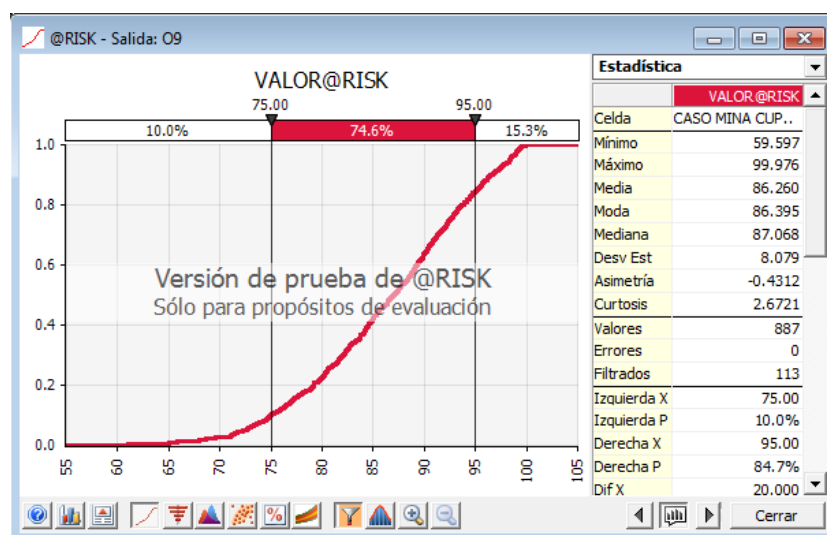 @RISK - Salida: O9
VALOR@RISK
75.00 95.00
10.0% 74.6% 15.3%
1.0
0.8
0.6
0.4
0.2
0.0
55 60 65 70 75 80 85 90 95 100 105
Versión de prueba de @RISK
Sólo para propósitos de evaluación
Estadística
VALOR@RISK
Celda CASO MINA CUP..
Mínimo 59.597
Máximo 99.976
Media 86.260
Moda 86.395
Mediana 87.068
Desv Est 8.079
Asimetría -0.4312
Curtosis 2.6721
Valores 887
Errores 0
Filtrados 113
Izquierda X 75.00
Izquierda P 10.0%
Derecha X 95.00
Derecha P 84.7%
Dif X 20.000
Cerrar